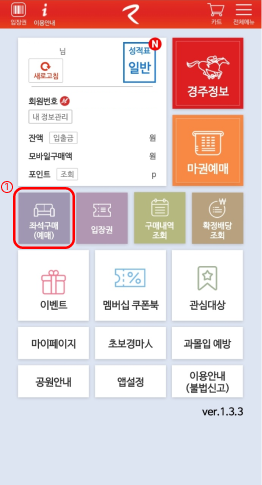 입장권 이용안내 카트 전체메뉴
님
새로고침
성적표 N
일반
경주정보
회원번호
내 정보관리
잔액 입출금 원
모바일구매액 원
포인트 조회 p
마권예매
①
좌석구매
(예매)
입장권
구매내역
조회
확정배당
조회
이벤트
멤버십 쿠폰북
관심대상
마이페이지
초보경마人
과몰입 예방
공원안내
앱설정
이용안내
(불법신고)
ver.1.3.3